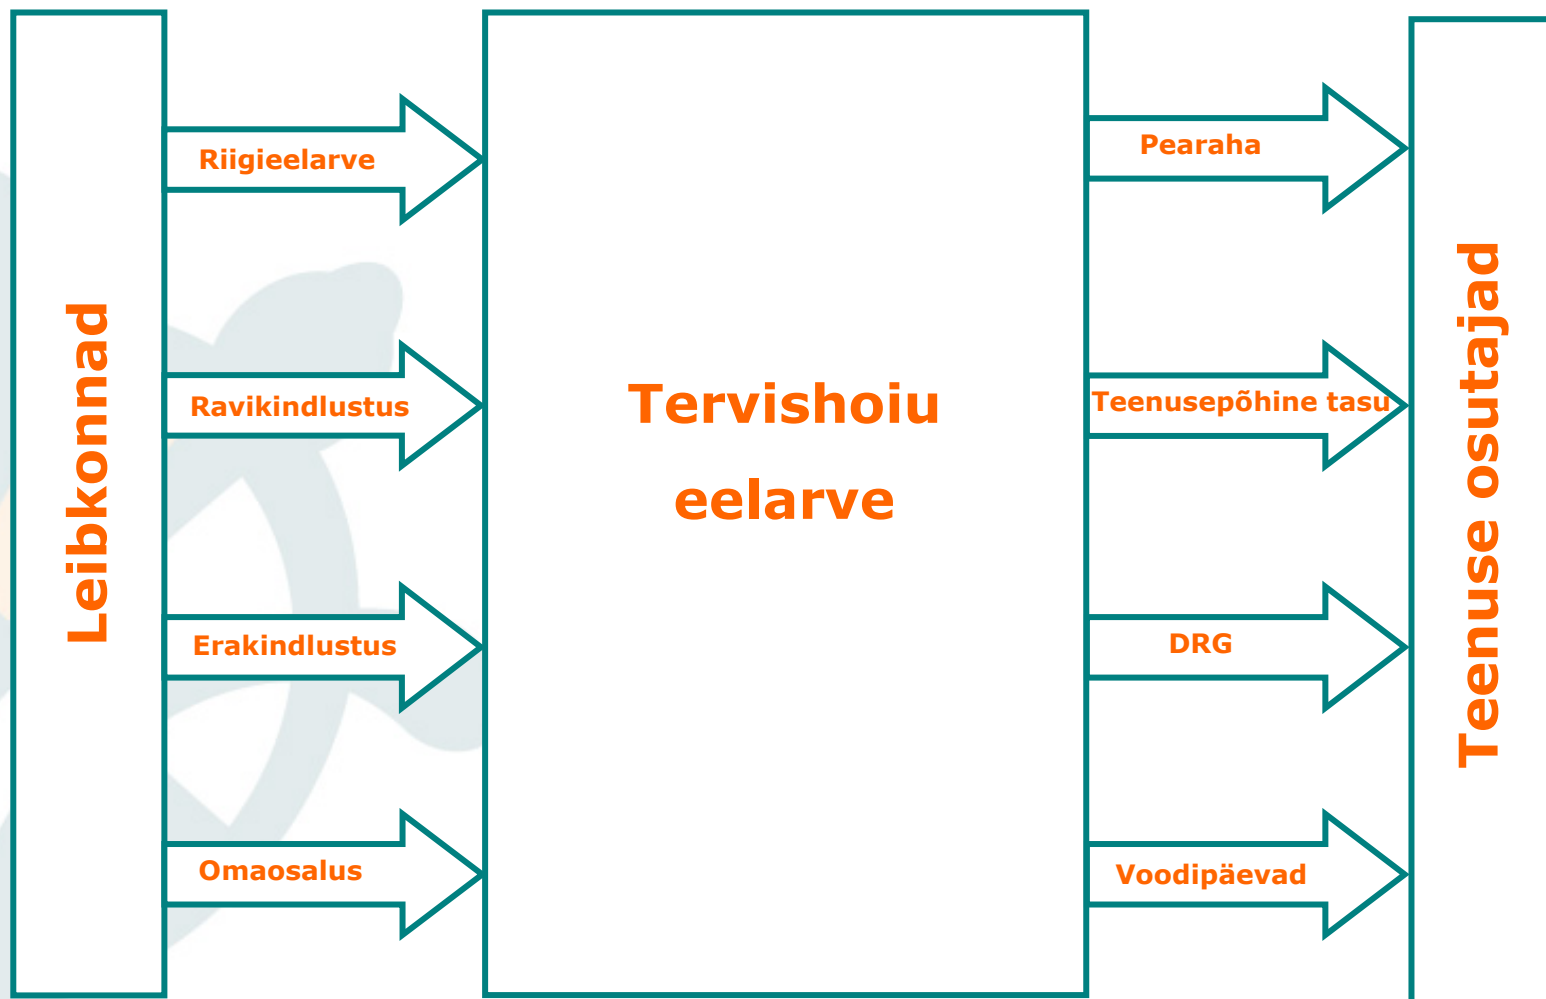 Leibkonnad
Riigieelarve
Ravikindlustus
Erakindlustus
Omaosalus
Tervishoiu
eelarve
Pearaha
Teenusepõhine tasu
DRG
Voodipäevad
Teenuse osutajad